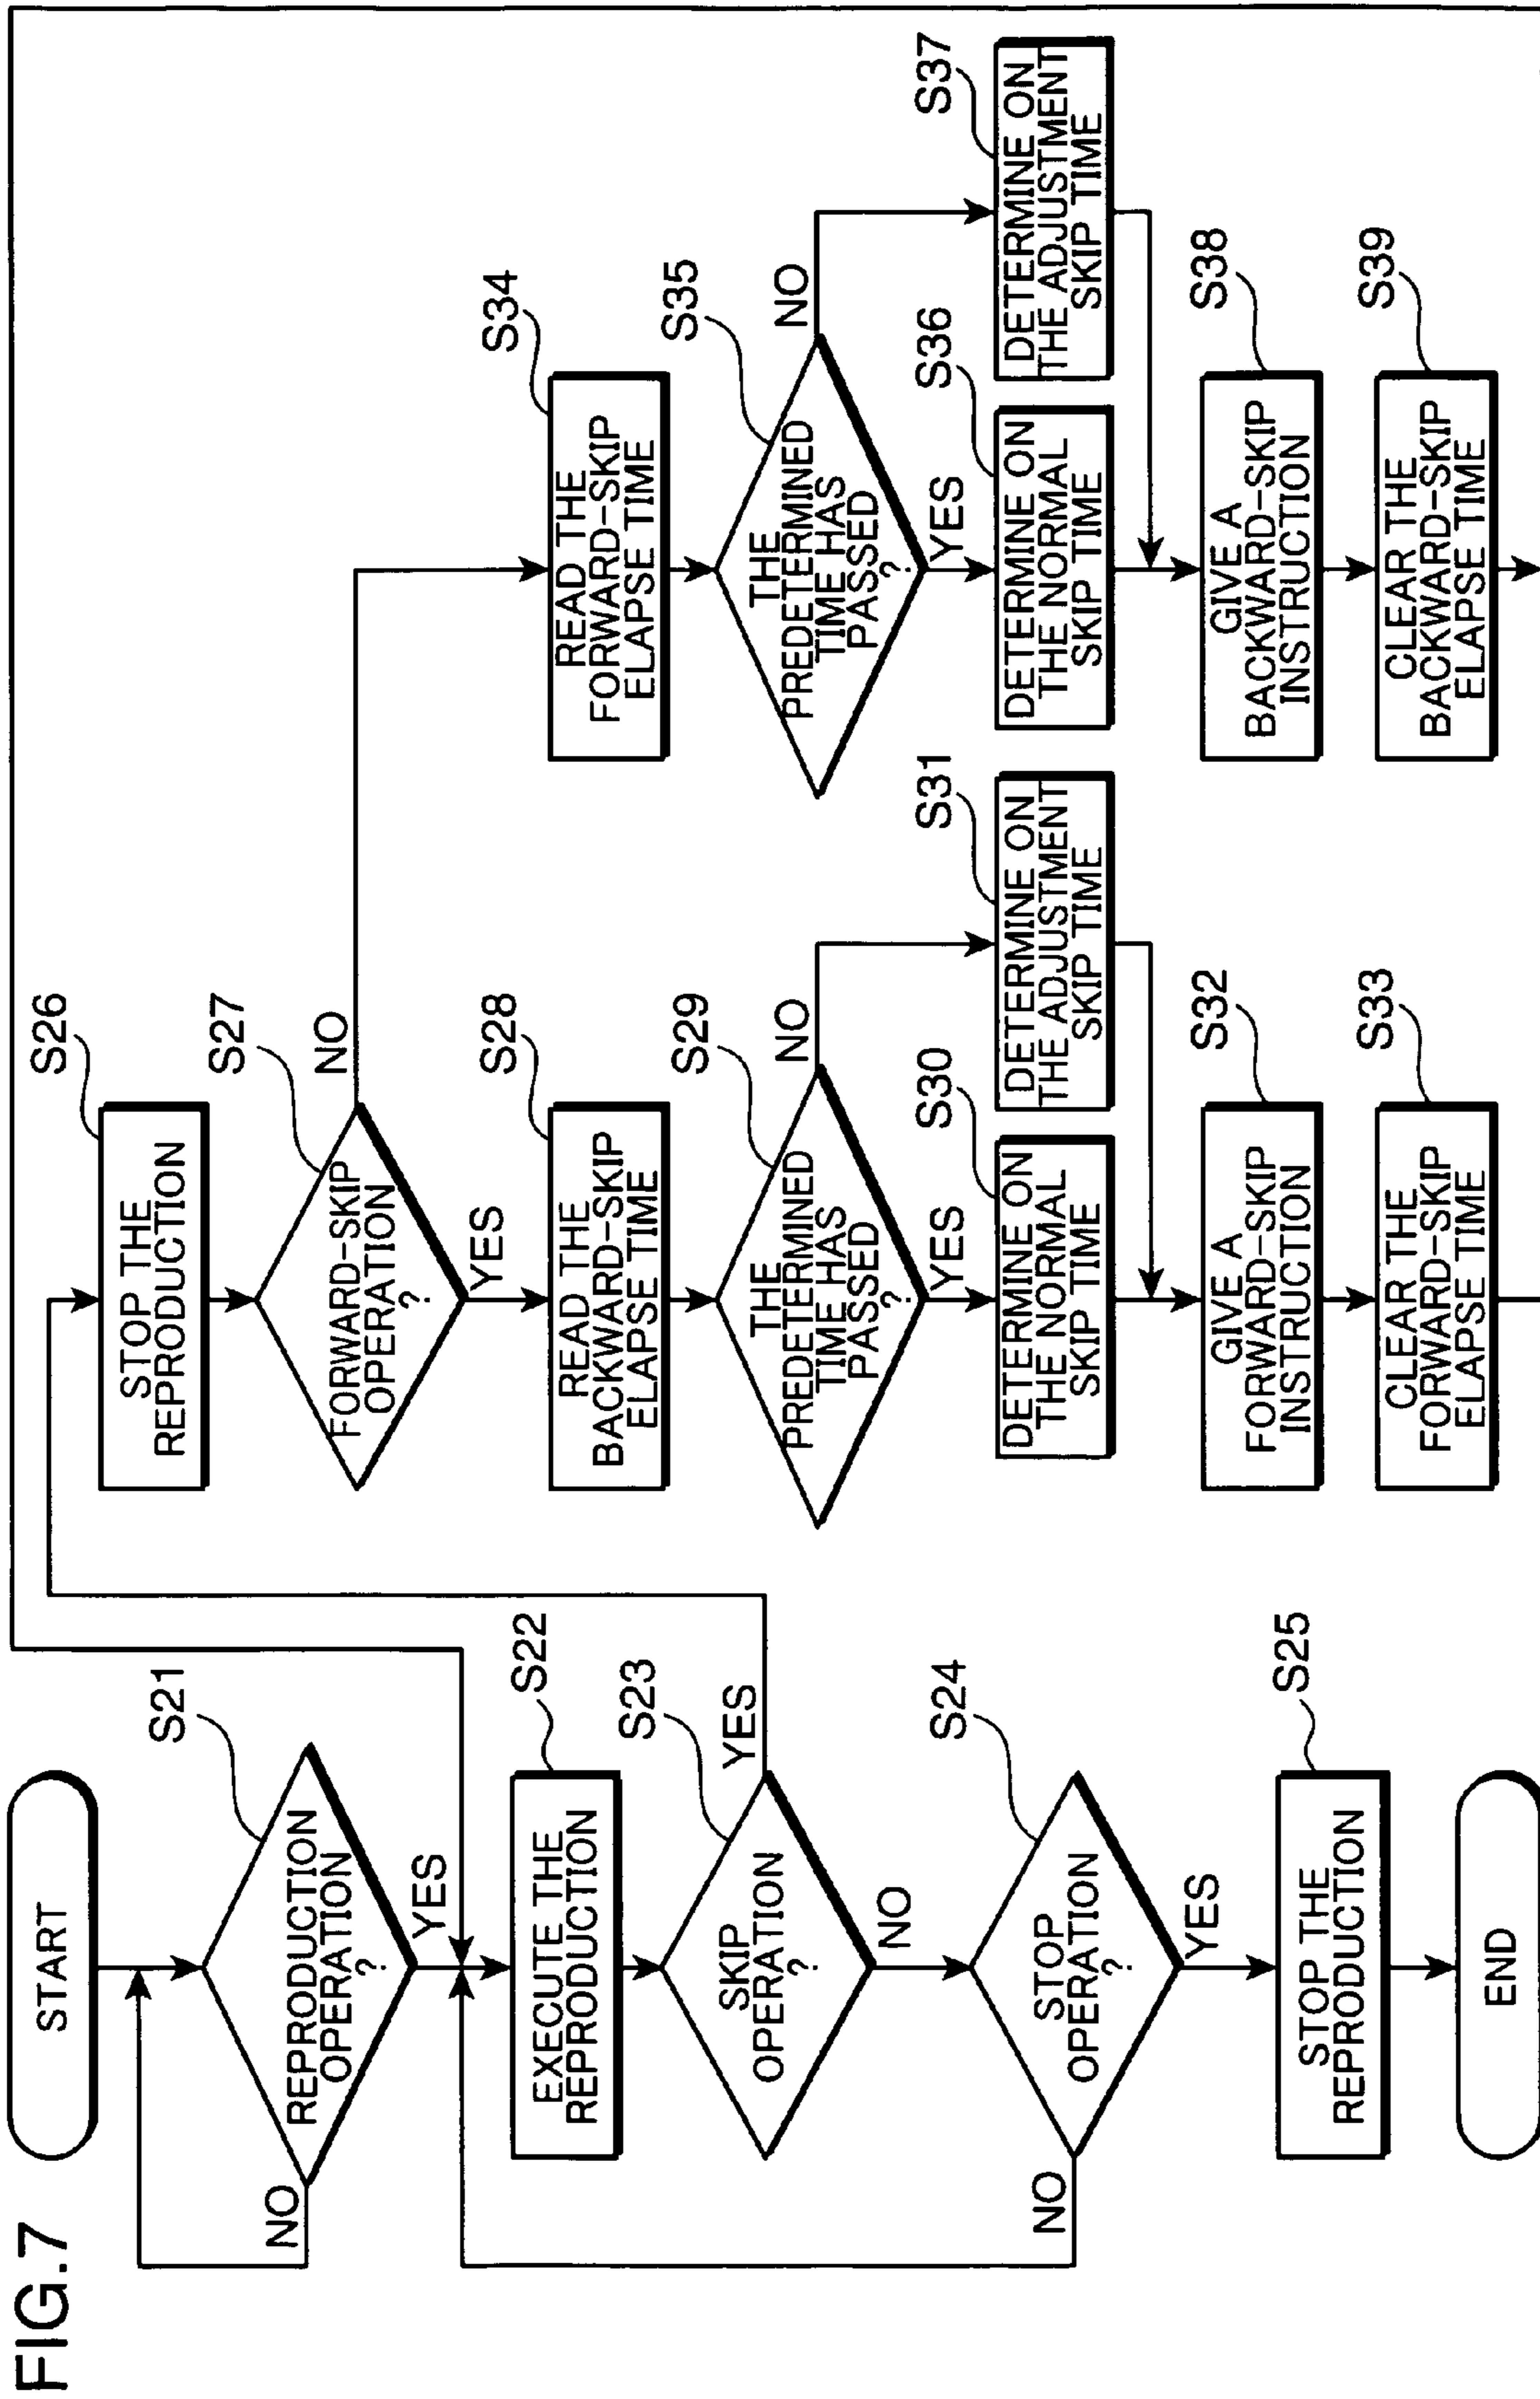 FIG.7
START
S21
REPRODUCTION
OPERATION
?
NO
YES
S22
EXECUTE THE
REPRODUCTION
S23
SKIP
OPERATION
?
YES
NO
S24
STOP
OPERATION
?
NO
YES
S25
STOP THE
REPRODUCTION
END
S26
STOP THE
REPRODUCTION
S27
FORWARD-SKIP
OPERATION
?
NO
YES
S28
READ THE
BACKWARD-SKIP
ELAPSE TIME
S29
THE
PREDETERMINED
TIME HAS
PASSED
?
NO
YES
S30
DETERMINE ON
THE NORMAL
SKIP TIME
S31
DETERMINE ON
THE ADJUSTMENT
SKIP TIME
S32
GIVE A
FORWARD-SKIP
INSTRUCTION
S33
CLEAR THE
FORWARD-SKIP
ELAPSE TIME
S34
READ THE
FORWARD-SKIP
ELAPSE TIME
S35
THE
PREDETERMINED
TIME HAS
PASSED
?
NO
YES
S36
DETERMINE ON
THE NORMAL
SKIP TIME
S37
DETERMINE ON
THE ADJUSTMENT
SKIP TIME
S38
GIVE A
BACKWARD-SKIP
INSTRUCTION
S39
CLEAR THE
BACKWARD-SKIP
ELAPSE TIME